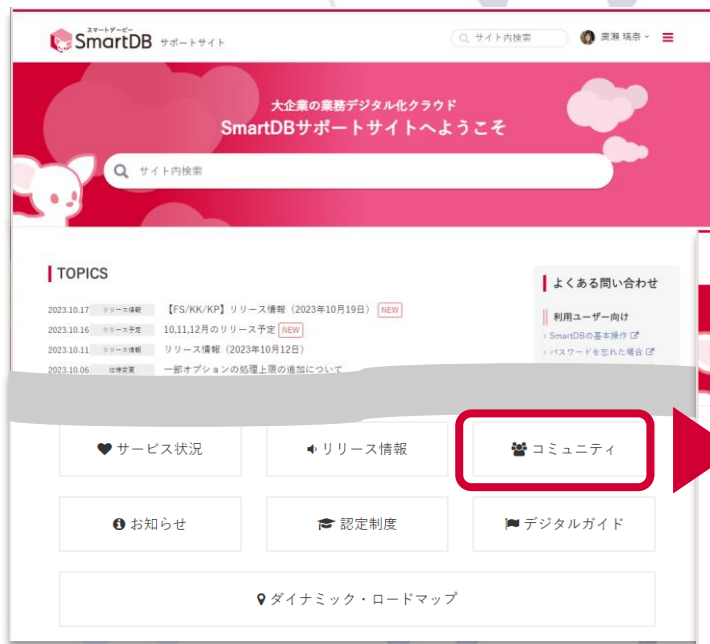 スマートデービー
SmartDB サポートサイト
サイト内検索
廣瀬 瑞奈
大企業の業務デジタル化クラウド
SmartDBサポートサイトへようこそ
サイト内検索
TOPICS
2023.10.17 リリース情報 【FS/KK/KP】リリース情報（2023年10月19日） NEW
2023.10.16 リリース予定 10,11,12月のリリース予定 NEW
2023.10.11 リリース情報 リリース情報（2023年10月12日）
2023.10.06 仕様変更 一部オプションの処理上限の追加について
よくある問い合わせ
利用ユーザー向け
› SmartDBの基本操作
› パスワードを忘れた場合
サービス状況
リリース情報
コミュニティ
お知らせ
認定制度
デジタルガイド
ダイナミック・ロードマップ